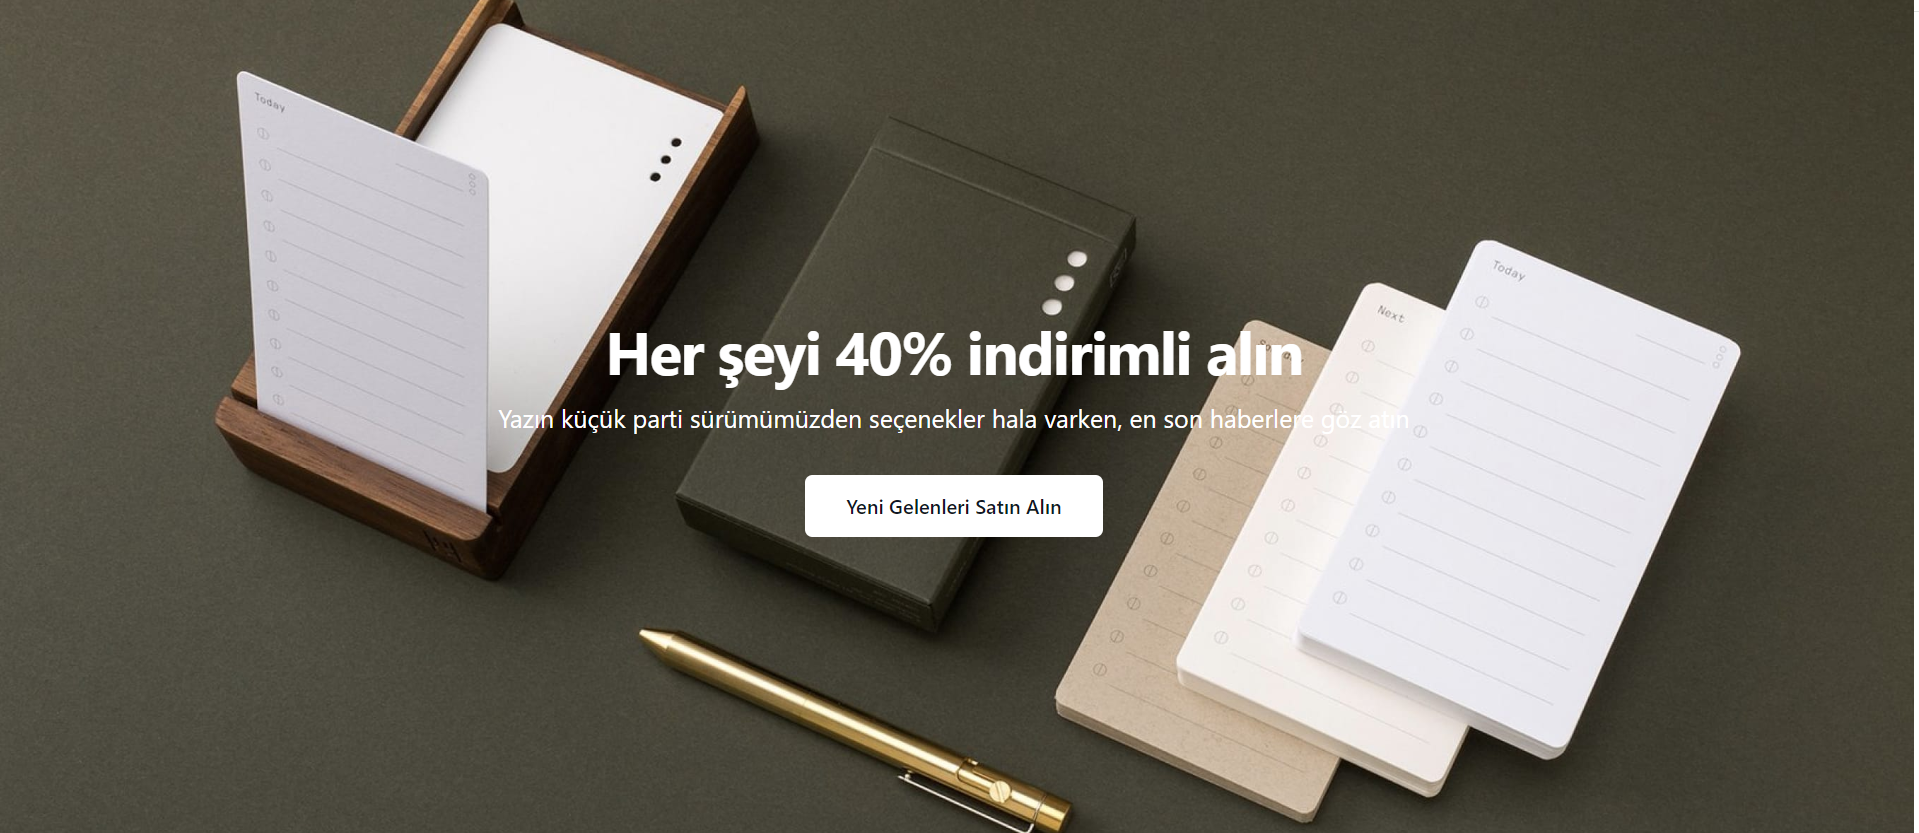 Today
Next
Today
Her şeyi 40% indirimli alın
Yazın küçük parti sürümümüzden seçenekler hala varken, en son haberlere göz atın
Yeni Gelenleri Satın Alın